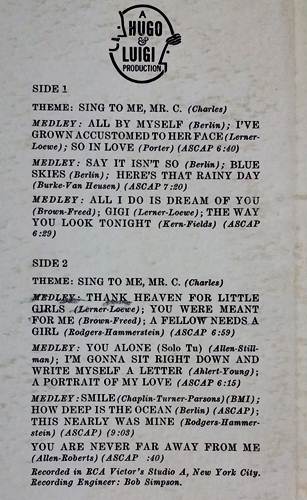 A
HUGO
&
LUIGI
PRODUCTION
SIDE 1
THEME: SING TO ME, MR. C. (Charles)
MEDLEY: ALL BY MYSELF (Berlin); I'VE
GROWN ACCUSTOMED TO HER FACE (Lerner-
Loewe); SO IN LOVE (Porter) (ASCAP 6:40)
MEDLEY: SAY IT ISN'T SO (Berlin); BLUE
SKIES (Berlin); HERE'S THAT RAINY DAY
(Burke-Van Heusen) (ASCAP 7:20)
MEDLEY: ALL I DO IS DREAM OF YOU
(Brown-Freed); GIGI (Lerner-Loewe); THE WAY
YOU LOOK TONIGHT (Kern-Fields) (ASCAP
6:29)
SIDE 2
THEME: SING TO ME, MR. C. (Charles)
MEDLEY: THANK HEAVEN FOR LITTLE
GIRLS (Lerner-Loewe); YOU WERE MEANT
FOR ME (Brown-Freed); A FELLOW NEEDS A
GIRL (Rodgers-Hammerstein) (ASCAP 6:59)
MEDLEY: YOU ALONE (Solo Tu) (Allen-Still-
man); I'M GONNA SIT RIGHT DOWN AND
WRITE MYSELF A LETTER (Ahlert-Young);
A PORTRAIT OF MY LOVE (ASCAP 6:15)
MEDLEY: SMILE (Chaplin-Turner-Parsons) (BMI);
HOW DEEP IS THE OCEAN (Berlin) (ASCAP);
THIS NEARLY WAS MINE (Rodgers-Hammer-
stein) (ASCAP) (9:03)
YOU ARE NEVER FAR AWAY FROM ME
(Allen-Roberts) (ASCAP) :40
Recorded in RCA Victor's Studio A, New York City.
Recording Engineer: Bob Simpson.